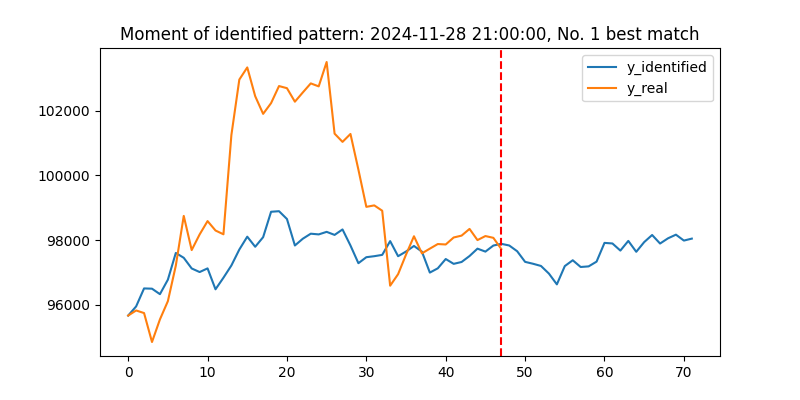 Moment of identified pattern: 2024-11-28 21:00:00, No. 1 best match
y_identified
y_real
102000
100000
98000
96000
0 10 20 30 40 50 60 70